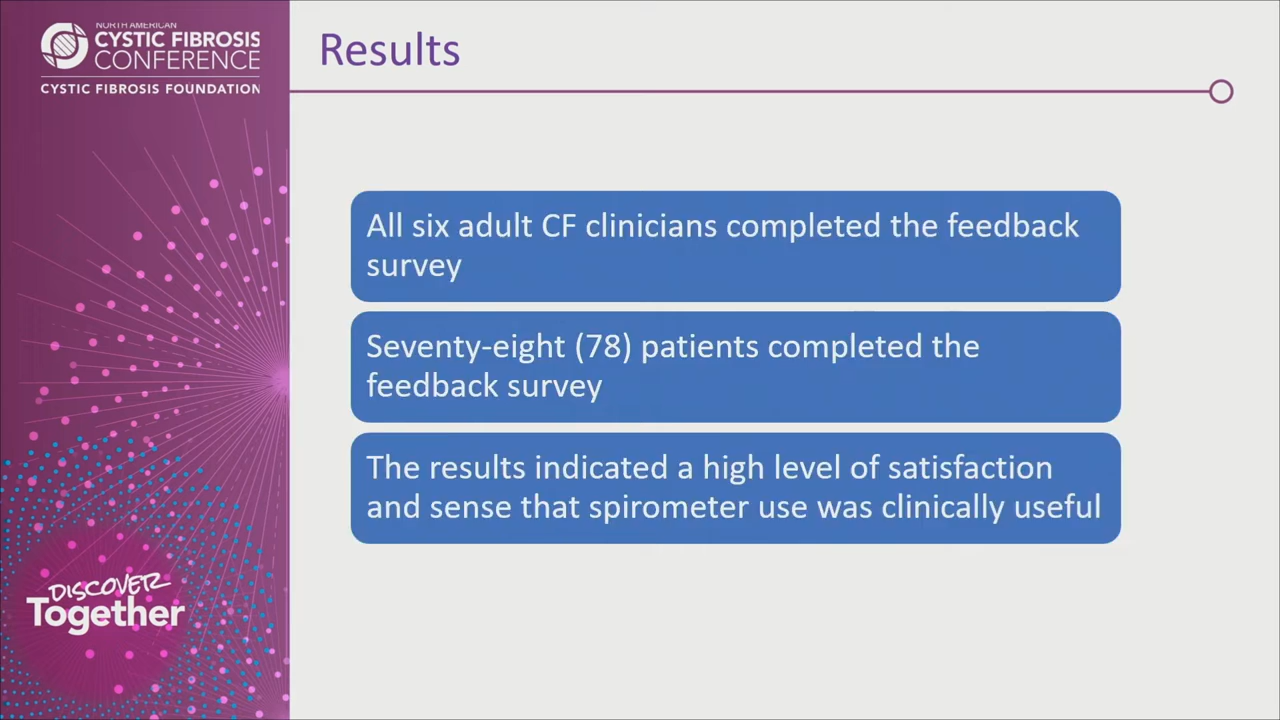 NORTH AMERICAN
CYSTIC FIBROSIS
CONFERENCE
CYSTIC FIBROSIS FOUNDATION
Results
All six adult CF clinicians completed the feedback
survey
Seventy-eight (78) patients completed the
feedback survey
The results indicated a high level of satisfaction
and sense that spirometer use was clinically useful
DISCOVER
Together